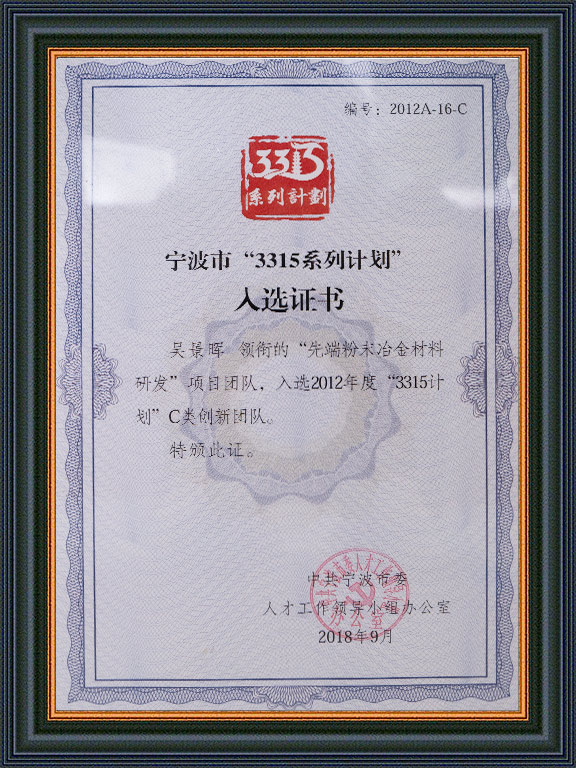 编号：2012A-16-C
3315
系列計劃
宁波市“3315系列计划”
入选证书
吴景晖 领衔的“先端粉末冶金材料
研发”项目团队，入选2012年度“3315计
划”C类创新团队。
特颁此证。
中共宁波市委
人才工作领导小组办公室
2018年9月